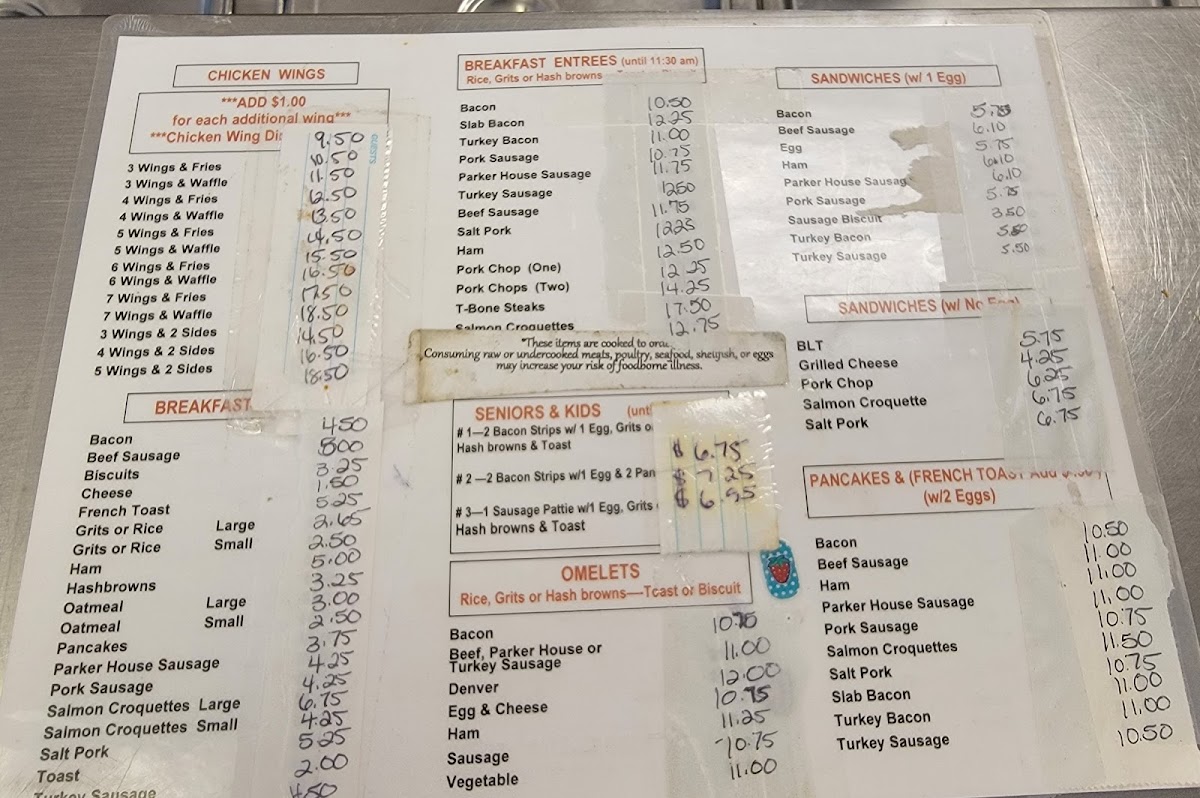 CHICKEN WINGS
***ADD $1.00
for each additional wing***
***Chicken Wing Di
GUESTS
3 Wings & Fries 9.50
3 Wings & Waffle 10.50
4 Wings & Fries 11.50
4 Wings & Waffle 12.50
5 Wings & Fries 13.50
5 Wings & Waffle 14.50
6 Wings & Fries 15.50
6 Wings & Waffle 16.50
7 Wings & Fries 17.50
7 Wings & Waffle 18.50
3 Wings & 2 Sides 14.50
4 Wings & 2 Sides 16.50
5 Wings & 2 Sides 18.50
BREAKFAST
Bacon 4.50
Beef Sausage 5.00
Biscuits 3.25
Cheese 1.50
French Toast 5.25
Grits or Rice Large 2.65
Grits or Rice Small 2.50
Ham 5.00
Hashbrowns 3.25
Oatmeal Large 3.00
Oatmeal Small 2.50
Pancakes 3.75
Parker House Sausage 4.25
Pork Sausage 4.25
Salmon Croquettes Large 6.75
Salmon Croquettes Small 4.25
Salt Pork 5.25
Toast 2.00
Turkey Sausage 4.50
BREAKFAST ENTREES (until 11:30 am)
Rice, Grits or Hash browns
Bacon 10.50
Slab Bacon 12.25
Turkey Bacon 11.00
Pork Sausage 10.75
Parker House Sausage 11.75
Turkey Sausage 12.50
Beef Sausage 11.75
Salt Pork 12.25
Ham 12.50
Pork Chop (One) 12.25
Pork Chops (Two) 14.25
T-Bone Steaks 17.50
Salmon Croquettes 12.75
*These items are cooked to
Consuming raw or undercooked meats, poultry, seafood, shellfish, or eggs
may increase your risk of foodborne illness.
SENIORS & KIDS
#1—2 Bacon Strips w/ 1 Egg, Grits
Hash browns & Toast
$ 6.75
#2 —2 Bacon Strips w/1 Egg & 2 Pan
$ 7.25
#3—1 Sausage Pattie w/1 Egg, Grits
Hash browns & Toast
$ 6.95
OMELETS
Rice, Grits or Hash browns—Toast or Biscuit
Bacon 10.75
Beef, Parker House or
Turkey Sausage 11.00
Denver 12.00
Egg & Cheese 10.75
Ham 11.25
Sausage 10.75
Vegetable 11.00
SANDWICHES (w/ 1 Egg)
Bacon 5.75
Beef Sausage 6.10
Egg 5.75
Ham 6.10
Parker House Sausag 6.10
Pork Sausage 5.75
Sausage Biscuit 3.50
Turkey Bacon 5.50
Turkey Sausage 5.50
SANDWICHES (w/ No Egg)
BLT 5.75
Grilled Cheese 4.25
Pork Chop 6.25
Salmon Croquette 6.75
Salt Pork 6.75
PANCAKES & (FRENCH TOAST Add
(w/2 Eggs)
Bacon 10.50
Beef Sausage 11.00
Ham 11.00
Parker House Sausage 11.00
Pork Sausage 10.75
Salmon Croquettes 11.50
Salt Pork 10.75
Slab Bacon 11.00
Turkey Bacon 11.00
Turkey Sausage 10.50